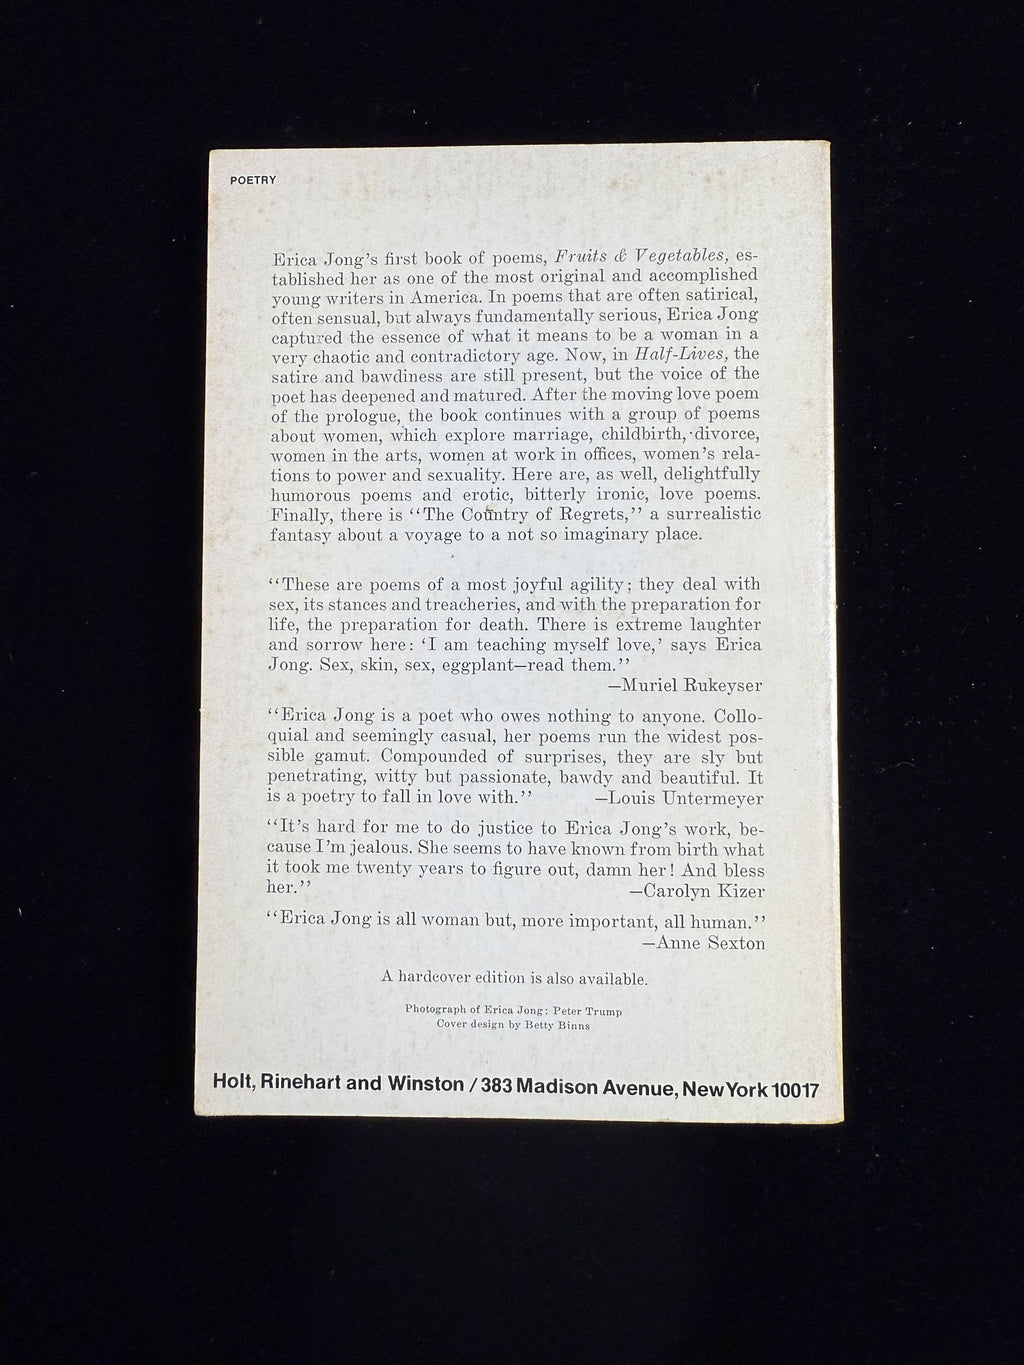 POETRY
Erica Jong's first book of poems, Fruits & Vegetables, es-
tablished her as one of the most original and accomplished
young writers in America. In poems that are often satirical,
often sensual, but always fundamentally serious, Erica Jong
captured the essence of what it means to be a woman in a
very chaotic and contradictory age. Now, in Half-Lives, the
satire and bawdiness are still present, but the voice of the
poet has deepened and matured. After the moving love poem
of the prologue, the book continues with a group of poems
about women, which explore marriage, childbirth, divorce,
women in the arts, women at work in offices, women's rela-
tions to power and sexuality. Here are, as well, delightfully
humorous poems and erotic, bitterly ironic, love poems.
Finally, there is "The Country of Regrets," a surrealistic
fantasy about a voyage to a not so imaginary place.
"These are poems of a most joyful agility; they deal with
sex, its stances and treacheries, and with the preparation for
life, the preparation for death. There is extreme laughter
and sorrow here: 'I am teaching myself love,' says Erica
Jong. Sex, skin, sex, eggplant—read them."
—Muriel Rukeyser
"Erica Jong is a poet who owes nothing to anyone. Collo-
quial and seemingly casual, her poems run the widest pos-
sible gamut. Compounded of surprises, they are sly but
penetrating, witty but passionate, bawdy and beautiful. It
is a poetry to fall in love with." —Louis Untermeyer
"It's hard for me to do justice to Erica Jong's work, be-
cause I'm jealous. She seems to have known from birth what
it took me twenty years to figure out, damn her! And bless
her." —Carolyn Kizer
"Erica Jong is all woman but, more important, all human."
—Anne Sexton
A hardcover edition is also available.
Photograph of Erica Jong: Peter Trump
Cover design by Betty Binns
Holt, Rinehart and Winston / 383 Madison Avenue, New York 10017